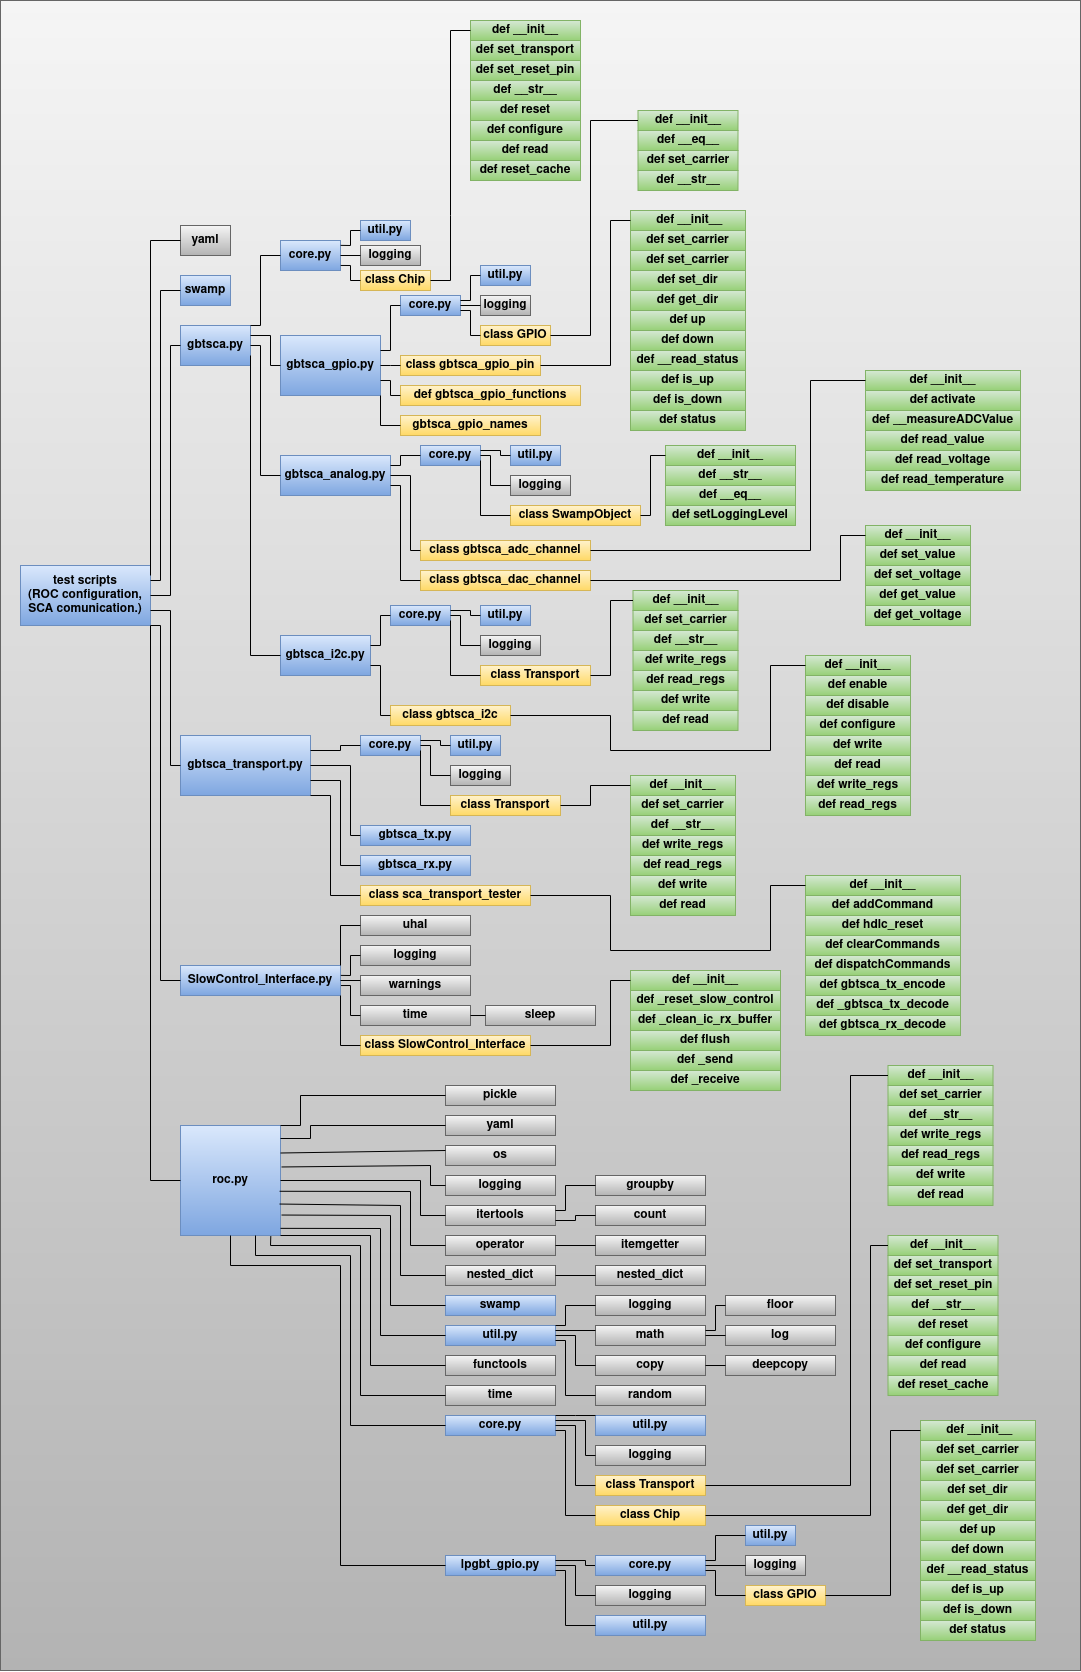 def __init__
def set_transport
def set_reset_pin
def __str__
def reset
def configure
def read
def reset_cache
def __init__
def __eq__
def set_carrier
def __str__
yaml
swamp
gbtsca.py
core.py
util.py
logging
class Chip
gbtsca_gpio.py
core.py
util.py
logging
class GPIO
class gbtsca_gpio_pin
def gbtsca_gpio_functions
gbtsca_gpio_names
def __init__
def set_carrier
def set_carrier
def set_dir
def get_dir
def up
def down
def __read_status
def is_up
def is_down
def status
gbtsca_analog.py
core.py
util.py
logging
class SwampObject
def __init__
def __str__
def __eq__
def setLoggingLevel
class gbtsca_adc_channel
class gbtsca_dac_channel
def __init__
def activate
def __measureADCValue
def read_value
def read_voltage
def read_temperature
def __init__
def set_value
def set_voltage
def get_value
def get_voltage
test scripts
(ROC configuration,
SCA comunication.)
gbtsca_i2c.py
core.py
util.py
logging
class Transport
class gbtsca_i2c
def __init__
def set_carrier
def __str__
def write_regs
def read_regs
def write
def read
def __init__
def enable
def disable
def configure
def write
def read
def write_regs
def read_regs
gbtsca_transport.py
core.py
util.py
logging
class Transport
gbtsca_tx.py
gbtsca_rx.py
class sca_transport_tester
def __init__
def set_carrier
def __str__
def write_regs
def read_regs
def write
def read
def __init__
def addCommand
def hdlc_reset
def clearCommands
def dispatchCommands
def gbtsca_tx_encode
def _gbtsca_tx_decode
def gbtsca_rx_decode
SlowControl_Interface.py
uhal
logging
warnings
time
sleep
class SlowControl_Interface
def __init__
def _reset_slow_control
def _clean_ic_rx_buffer
def flush
def _send
def _receive
roc.py
pickle
yaml
os
logging
itertools
groupby
count
operator
itemgetter
nested_dict
nested_dict
swamp
util.py
logging
math
floor
log
copy
deepcopy
random
functools
time
core.py
util.py
logging
class Transport
class Chip
def __init__
def set_carrier
def __str__
def write_regs
def read_regs
def write
def read
def __init__
def set_transport
def set_reset_pin
def __str__
def reset
def configure
def read
def reset_cache
lpgbt_gpio.py
core.py
util.py
logging
class GPIO
logging
util.py
def __init__
def set_carrier
def set_carrier
def set_dir
def get_dir
def up
def down
def __read_status
def is_up
def is_down
def status